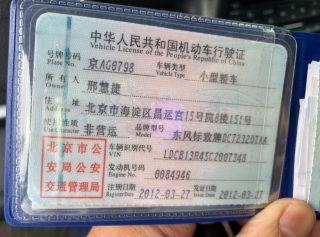 中华人民共和国机动车行驶证
Vehicle License of the People's Republic of China
号牌号码 京AG0798 车辆类型 小型轿车
Plate No. Vehicle Type
所有人 邢慧捷
Owner
住址 北京市海淀区昌运宫15号院8楼151号
Address
使用性质 非营运 品牌型号 东风标致牌DC7232DTAA
Use Character Model
北京市公
安局公安
交通管理局
车辆识别代号 LDCB13R45C2007348
VIN
发动机号码 0084946
Engine No.
注册日期 2012-03-27 发证日期 2012-03-27
Register Date Issue Date